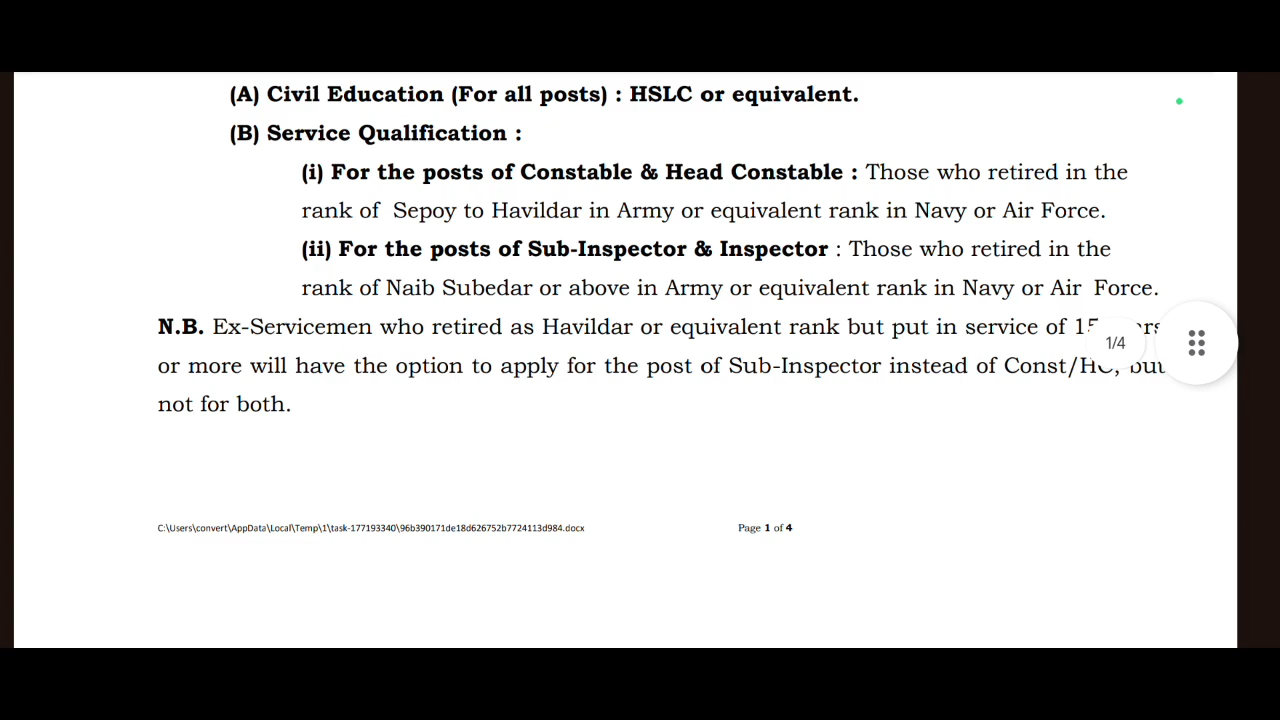 (A) Civil Education (For all posts) : HSLC or equivalent.
(B) Service Qualification :
(i) For the posts of Constable & Head Constable : Those who retired in the
rank of Sepoy to Havildar in Army or equivalent rank in Navy or Air Force.
(ii) For the posts of Sub-Inspector & Inspector : Those who retired in the
rank of Naib Subedar or above in Army or equivalent rank in Navy or Air Force.
N.B. Ex-Servicemen who retired as Havildar or equivalent rank but put in service of 15
1/4
or more will have the option to apply for the post of Sub-Inspector instead of Const/HC, but
not for both.
C:\Users\convert\AppData\Local\Temp\1\task-177193340\96b390171de18d626752b7724113d984.docx Page 1 of 4